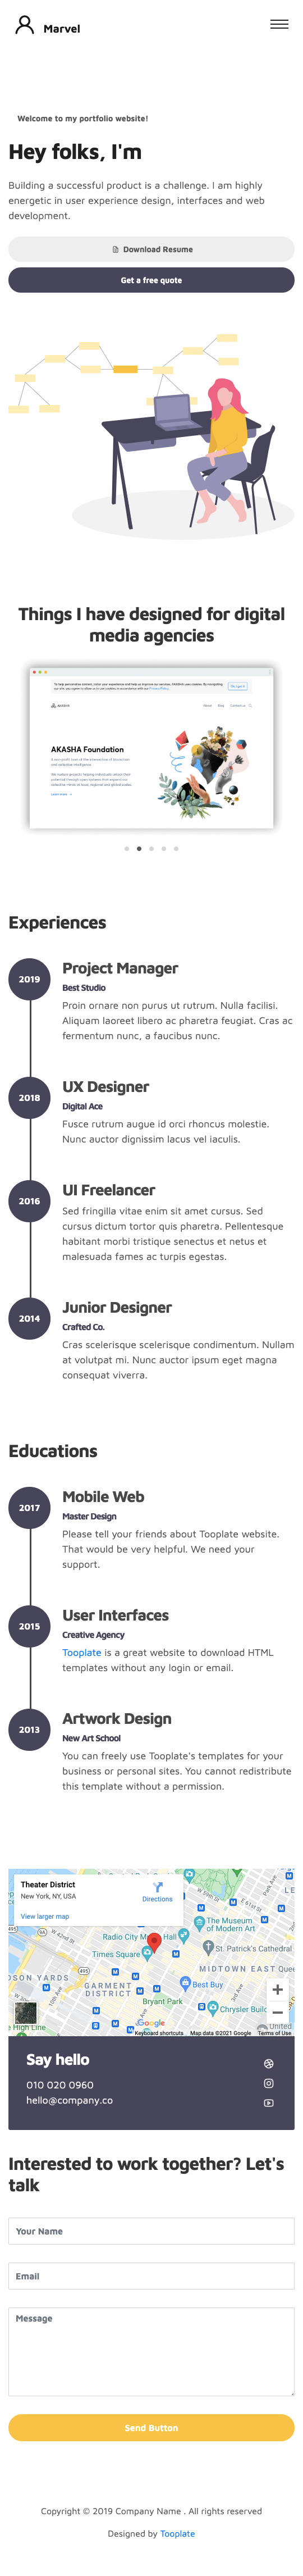 Marvel
Welcome to my portfolio website!
Hey folks, I'm
Building a successful product is a challenge. I am highly
energetic in user experience design, interfaces and web
development.
Download Resume
Get a free quote
Things I have designed for digital
media agencies
AKASHA
About Blog Contact us
AKASHA Foundation
Learn more
Experiences
2019
Project Manager
Best Studio
Proin ornare non purus ut rutrum. Nulla facilisi.
Aliquam laoreet libero ac pharetra feugiat. Cras ac
fermentum nunc, a faucibus nunc.
2018
UX Designer
Digital Ace
Fusce rutrum augue id orci rhoncus molestie.
Nunc auctor dignissim lacus vel iaculis.
2016
UI Freelancer
Sed fringilla vitae enim sit amet cursus. Sed
cursus dictum tortor quis pharetra. Pellentesque
habitant morbi tristique senectus et netus et
malesuada fames ac turpis egestas.
2014
Junior Designer
Crafted Co.
Cras scelerisque scelerisque condimentum. Nullam
at volutpat mi. Nunc auctor ipsum eget magna
consequat viverra.
Educations
2017
Mobile Web
Master Design
Please tell your friends about Tooplate website.
That would be very helpful. We need your
support.
2015
User Interfaces
Creative Agency
Tooplate is a great website to download HTML
templates without any login or email.
2013
Artwork Design
New Art School
You can freely use Tooplate's templates for your
business or personal sites. You cannot redistribute
this template without a permission.
Theater District
New York, NY, USA
Directions
View larger map
Radio City Music Hall
The Museum of
Modern Art
Times Square
St. Patrick's Cathedral
MIDTOWN EAST
HUDSON YARDS
GARMENT
DISTRICT
Best Buy
Bryant Park
Chrysler Building
High Line
United
Google
Keyboard shortcuts Map data ©2021 Google Terms of Use
Say hello
010 020 0960
hello@company.co
Interested to work together? Let's
talk
Your Name
Email
Message
Send Button
Copyright © 2019 Company Name . All rights reserved
Designed by Tooplate